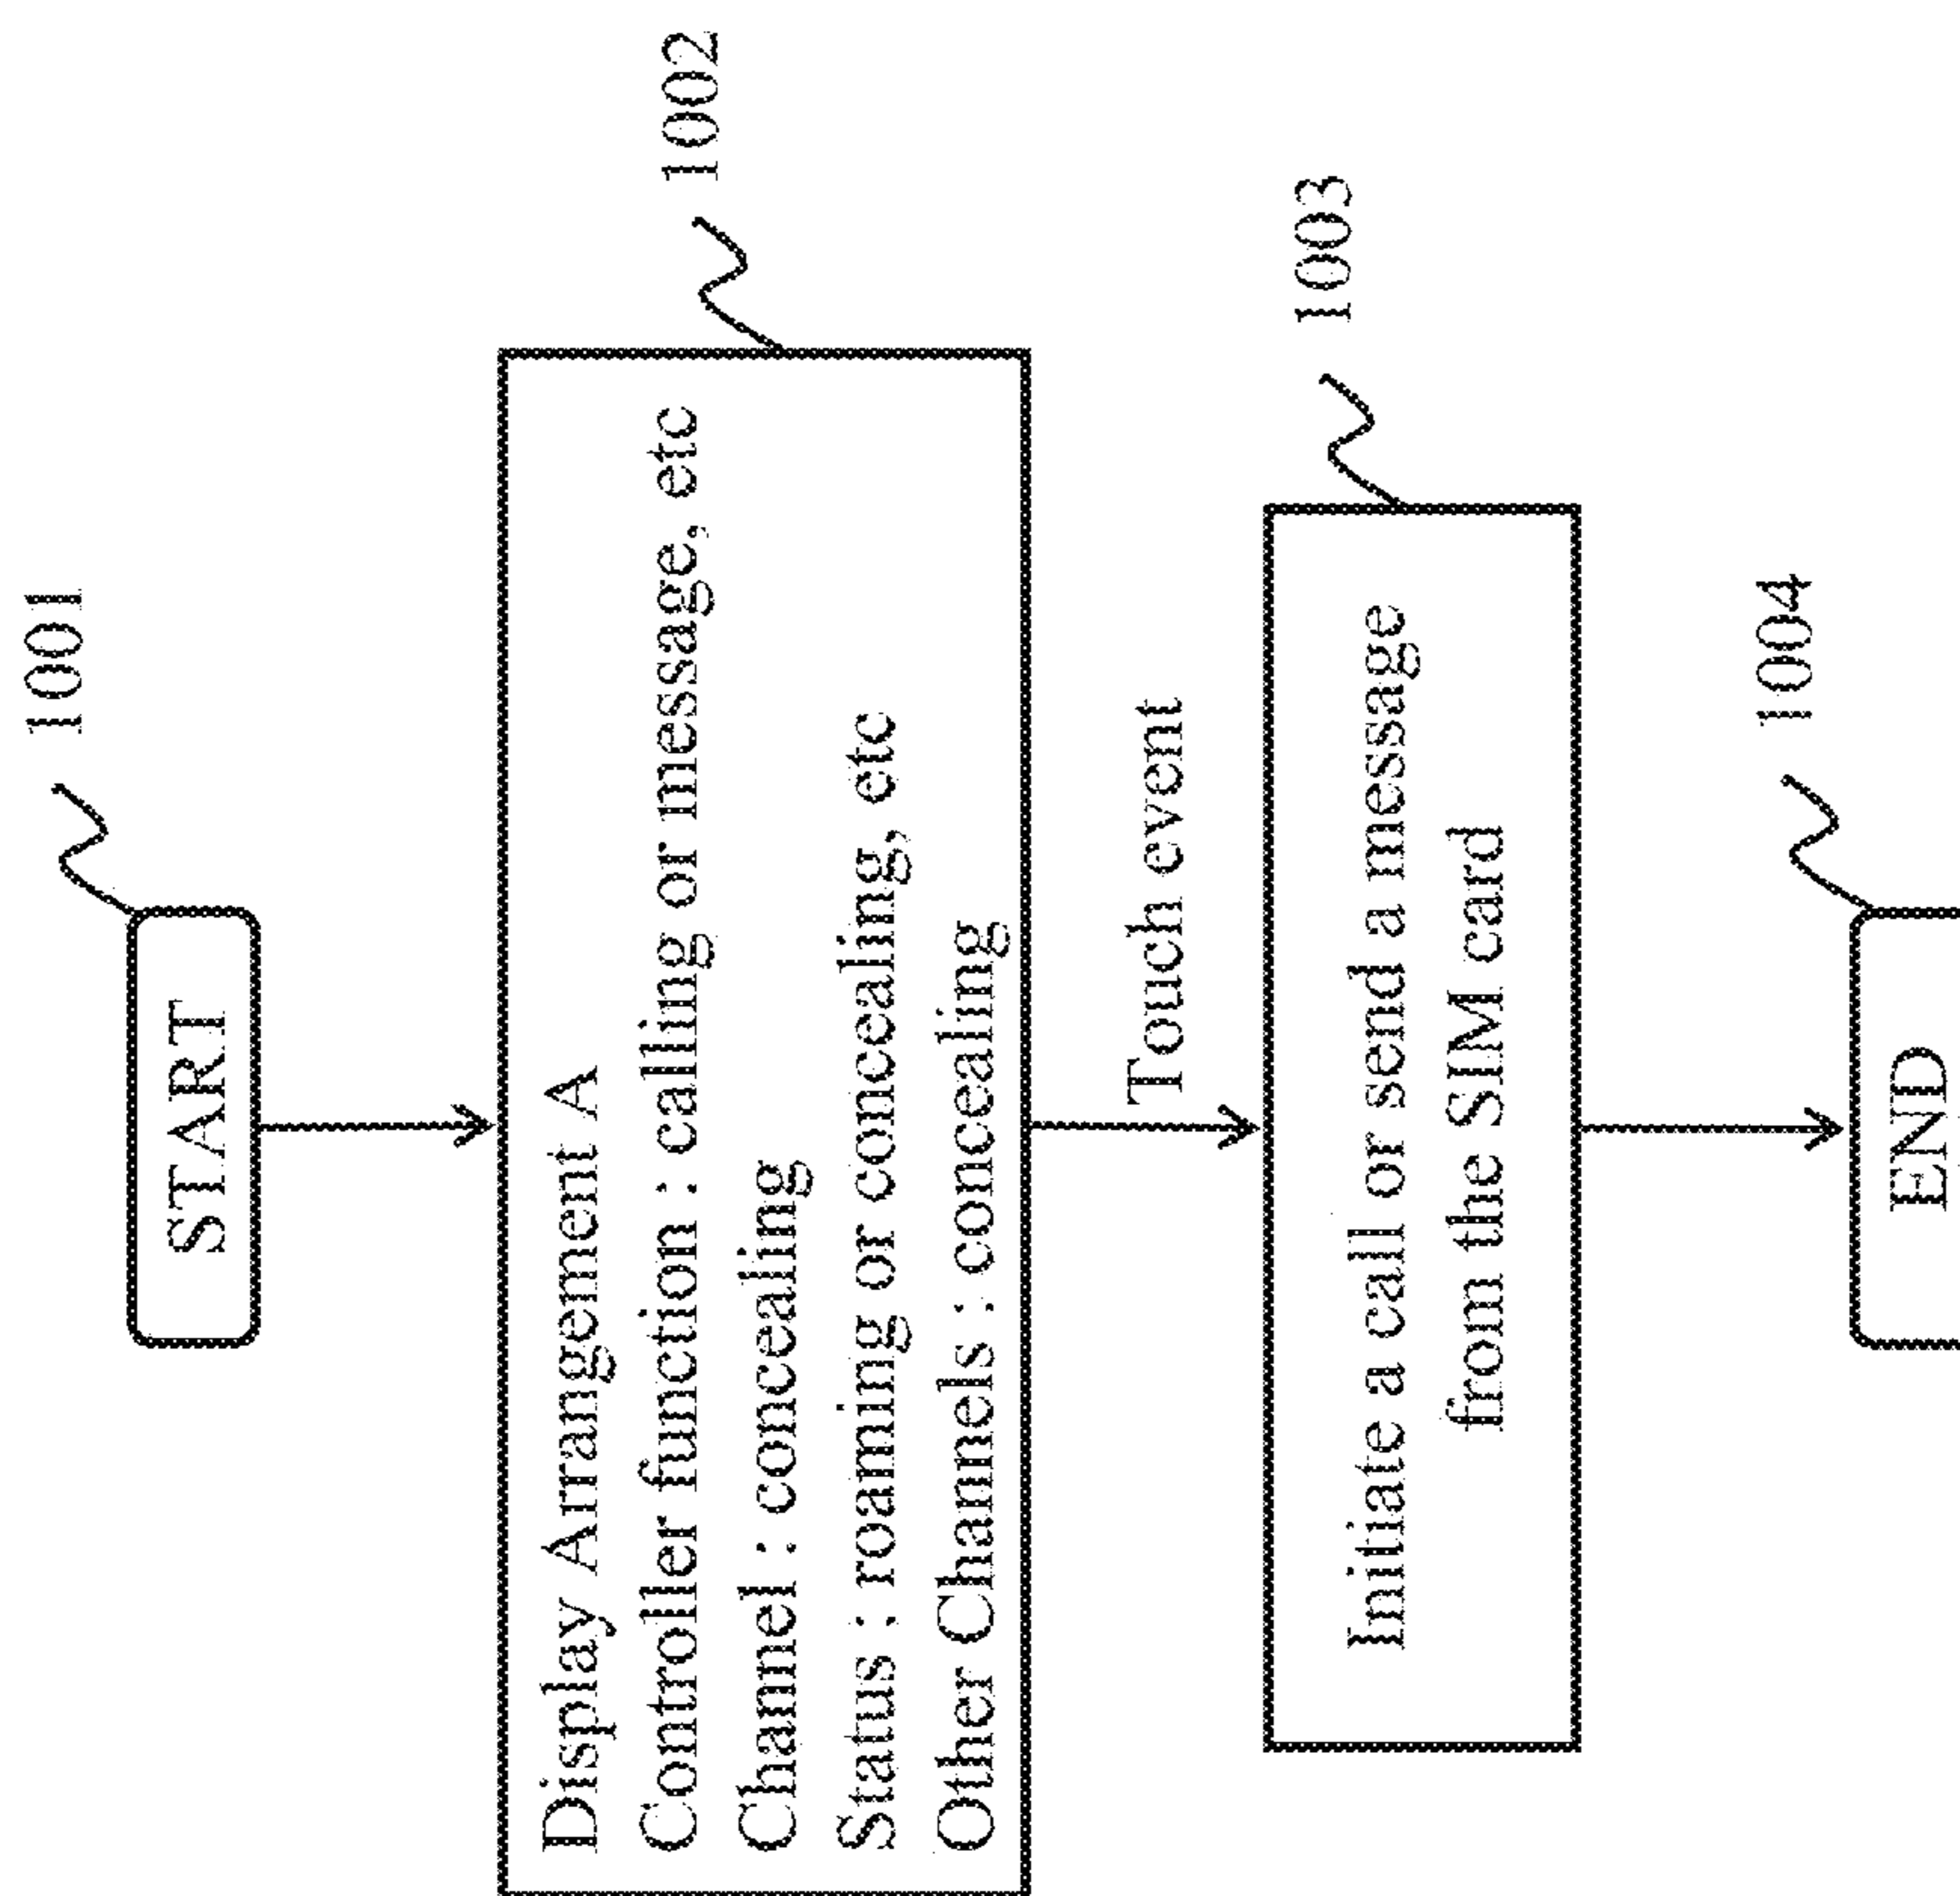 1001
START
1002
Display Arrangement A
Controller function : calling or message, etc
Channel : concealing
Status : roaming or concealing, etc
Other Channels : concealing
Touch event
1003
Initiate a call or send a message
from the SIM card
1004
END